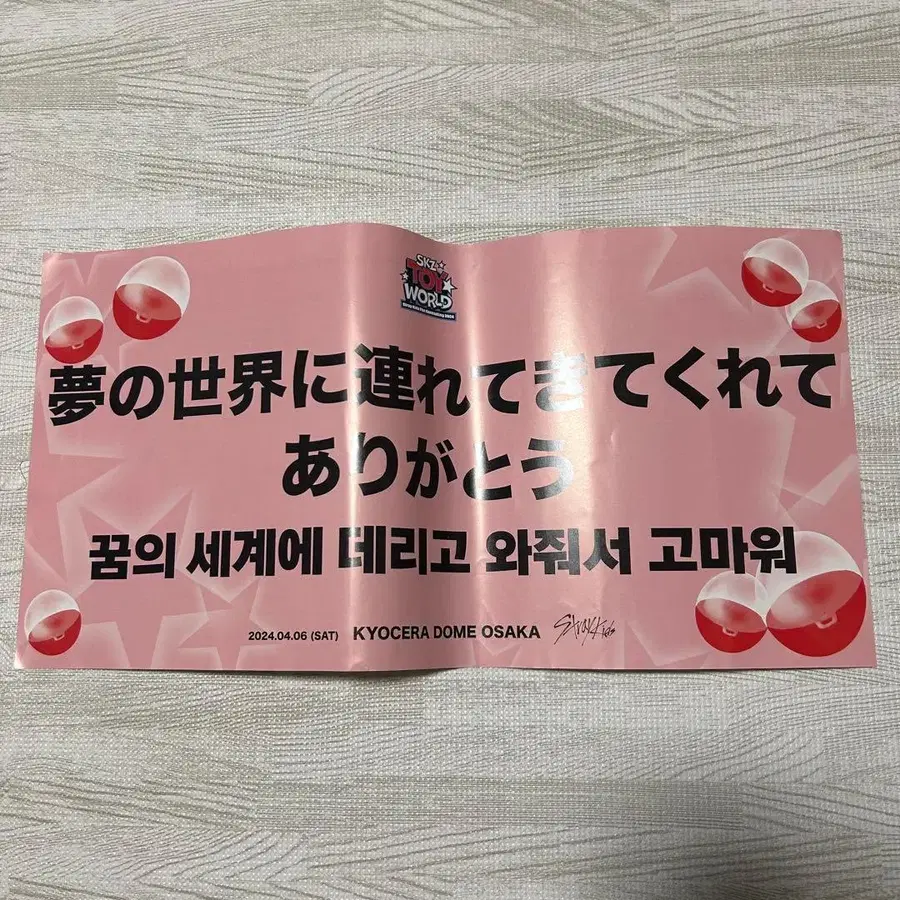 SKZ
TOY
WORLD
夢の世界に連れてきてくれて
ありがとう
꿈의 세계에 데리고 와줘서 고마워
2024.04.06 (SAT) KYOCERA DOME OSAKA Stray Kids